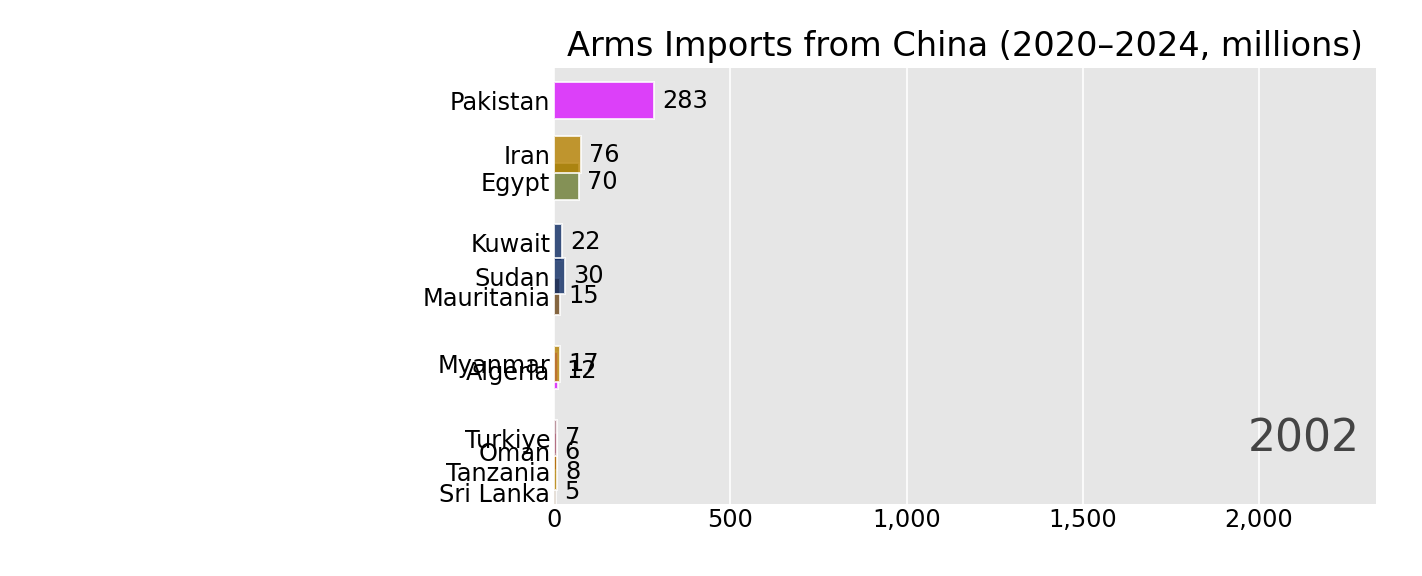 Arms Imports from China (2020–2024, millions)
Pakistan 283
Iran 76
Egypt 70
Kuwait 22
Sudan 30
Mauritania 15
Myanmar 17
Algeria 12
Turkiye 7
Oman 6
Tanzania 8
Sri Lanka 5
2002
0 500 1,000 1,500 2,000